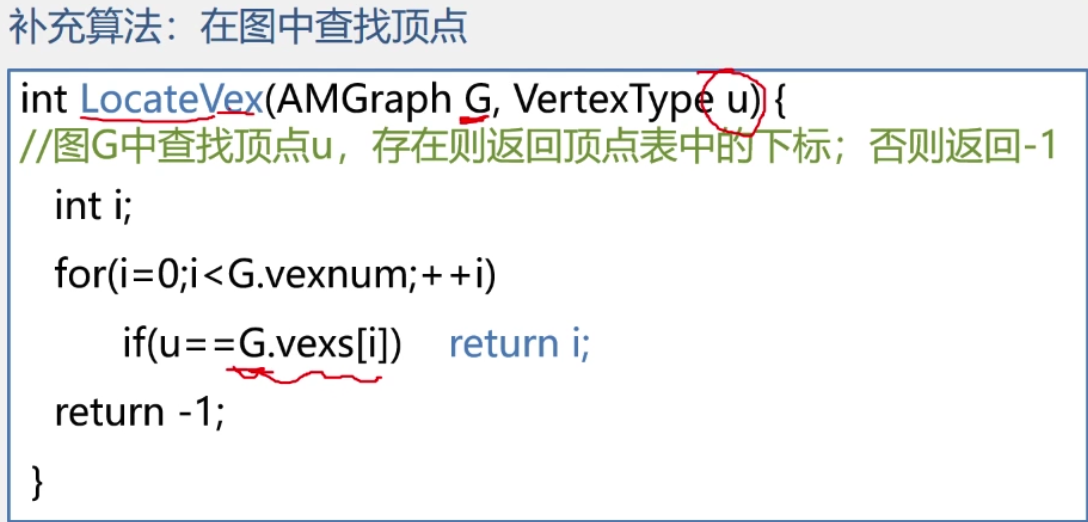 补充算法：在图中查找顶点
int LocateVex(AMGraph G, VertexType u) {
//图G中查找顶点u，存在则返回顶点表中的下标；否则返回-1
int i;
for(i=0;i<G.vexnum;++i)
if(u==G.vexs[i]) return i;
return -1;
}